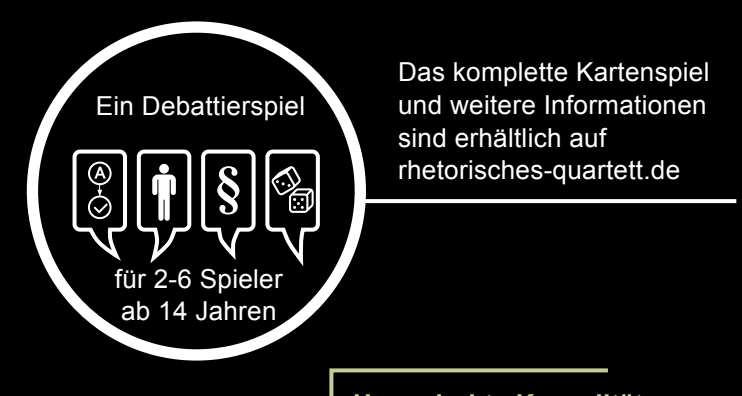 Ein Debattierspiel
A
§
für 2-6 Spieler
ab 14 Jahren
Das komplette Kartenspiel
und weitere Informationen
sind erhältlich auf
rhetorisches-quartett.de